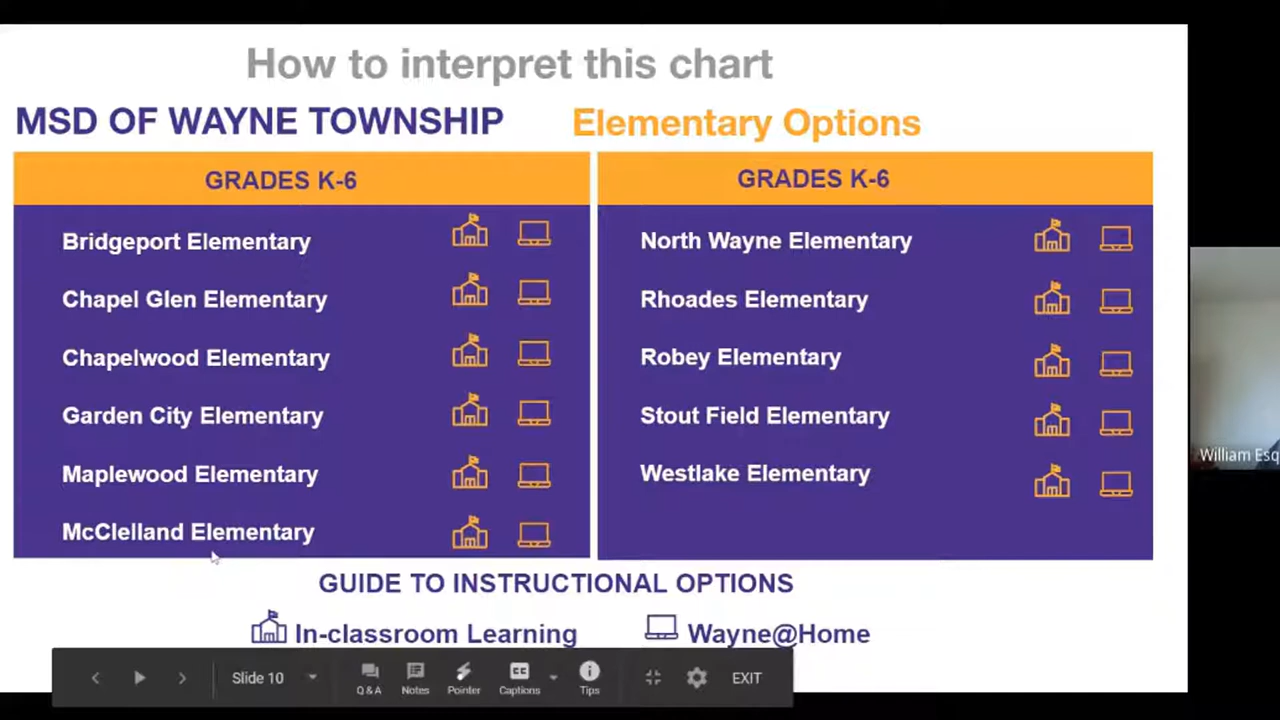 How to interpret this chart
MSD OF WAYNE TOWNSHIP
Elementary Options
GRADES K-6
Bridgeport Elementary
Chapel Glen Elementary
Chapelwood Elementary
Garden City Elementary
Maplewood Elementary
McClelland Elementary
GRADES K-6
North Wayne Elementary
Rhoades Elementary
Robey Elementary
Stout Field Elementary
Westlake Elementary
GUIDE TO INSTRUCTIONAL OPTIONS
In-classroom Learning
Wayne@Home
Slide 10
Q & A
Notes
Pointer
CC
Captions
Tips
EXIT
William Esq